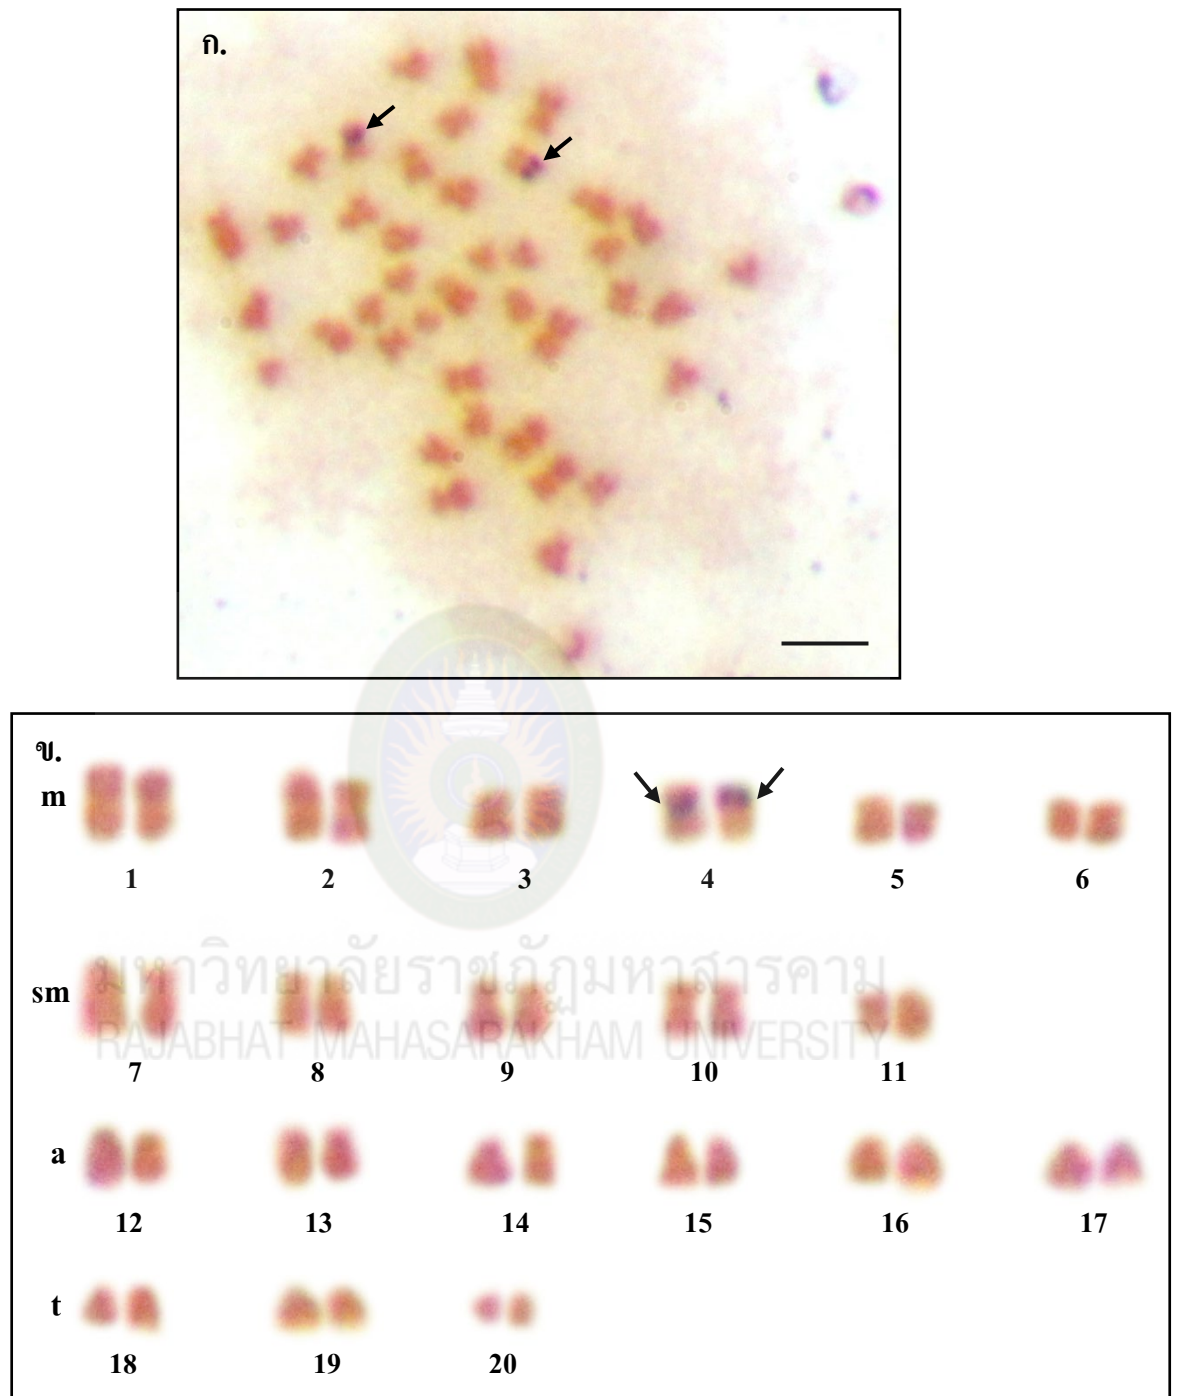 ก.
ข.
m
1 2 3 4 5 6
มหาวิทยาลัยราชภัฏมหาสารคาม
sm
RAJABHAT MAHASARAKHAM UNIVERSITY
7 8 9 10 11
a
12 13 14 15 16 17
t
18 19 20